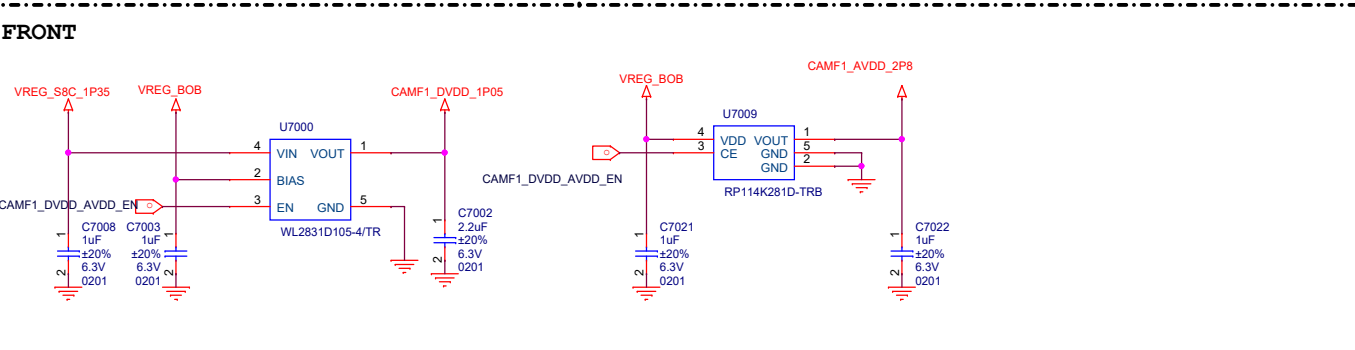 FRONT
VREG_S8C_1P35
VREG_BOB
CAMF1_DVDD_1P05
U7000
4
VIN
VOUT
1
2
BIAS
CAMF1_DVDD_AVDD_EN
3
EN
GND
5
WL2831D105-4/TR
1
C7008
1uF
±20%
6.3V
0201
2
1
C7003
1uF
±20%
6.3V
0201
2
1
C7002
2.2uF
±20%
6.3V
0201
2
VREG_BOB
CAMF1_AVDD_2P8
U7009
4
VDD
VOUT
1
3
CE
GND
5
GND
2
CAMF1_DVDD_AVDD_EN
RP114K281D-TRB
1
C7021
1uF
±20%
6.3V
0201
2
1
C7022
1uF
±20%
6.3V
0201
2